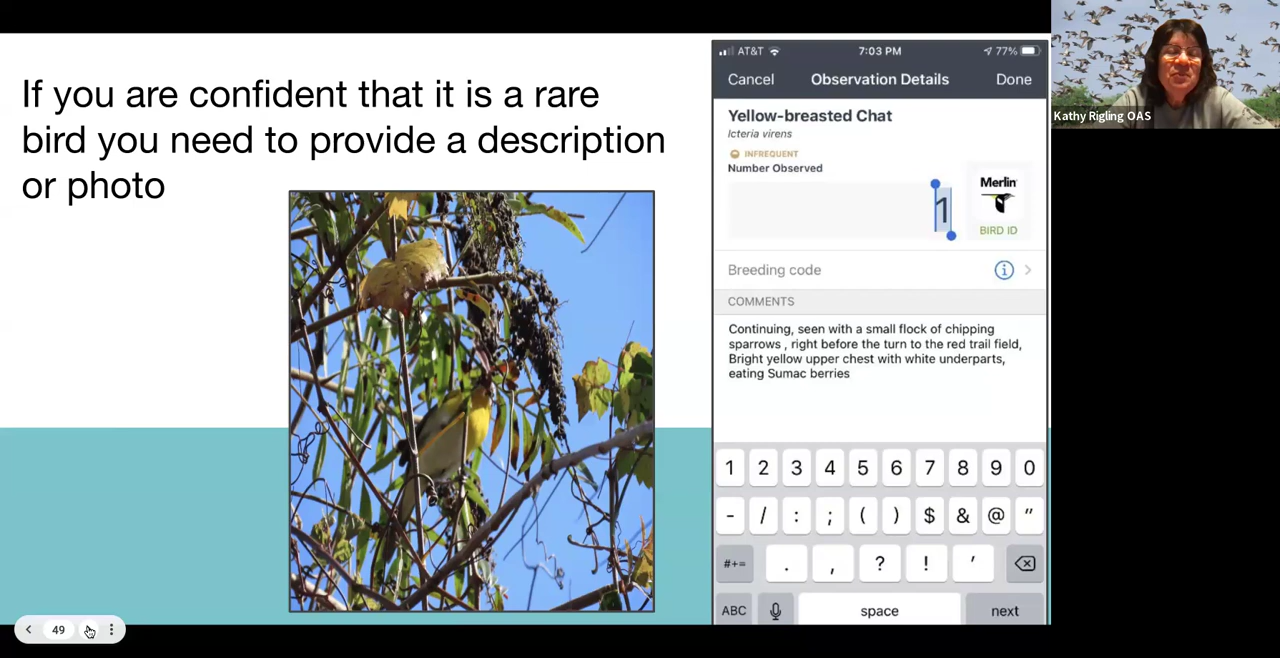 If you are confident that it is a rare
bird you need to provide a description
or photo
AT&T
7:03 PM
77%
Cancel
Observation Details
Done
Yellow-breasted Chat
Icteria virens
INFREQUENT
Number Observed
1
Merlin
BIRD ID
Breeding code
COMMENTS
Continuing, seen with a small flock of chipping
sparrows , right before the turn to the red trail field,
Bright yellow upper chest with white underparts,
eating Sumac berries
1 2 3 4 5 6 7 8 9 0
- / : ; ( ) $ & @ "
#+= . , ? ! '
ABC space next
Kathy Rigling OAS
49